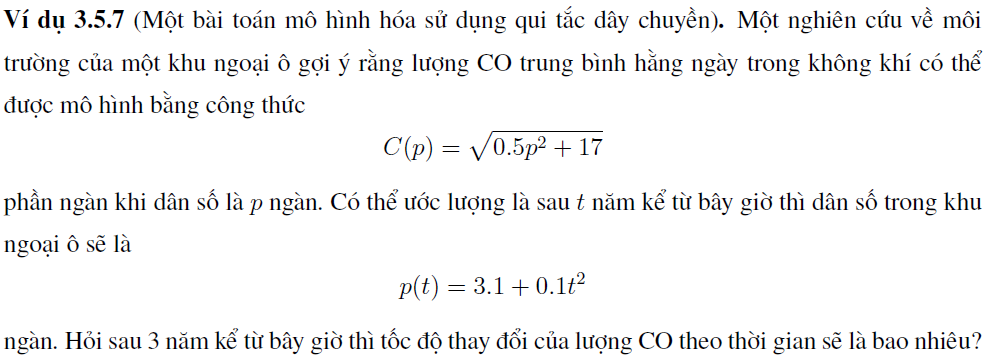 Ví dụ 3.5.7 (Một bài toán mô hình hóa sử dụng qui tắc dây chuyền). Một nghiên cứu về môi
trường của một khu ngoại ô gợi ý rằng lượng CO trung bình hằng ngày trong không khí có thể
được mô hình bằng công thức
C(p) = √(0.5p² + 17)
phần ngàn khi dân số là p ngàn. Có thể ước lượng là sau t năm kể từ bây giờ thì dân số trong khu
ngoại ô sẽ là
p(t) = 3.1 + 0.1t²
ngàn. Hỏi sau 3 năm kể từ bây giờ thì tốc độ thay đổi của lượng CO theo thời gian sẽ là bao nhiêu?